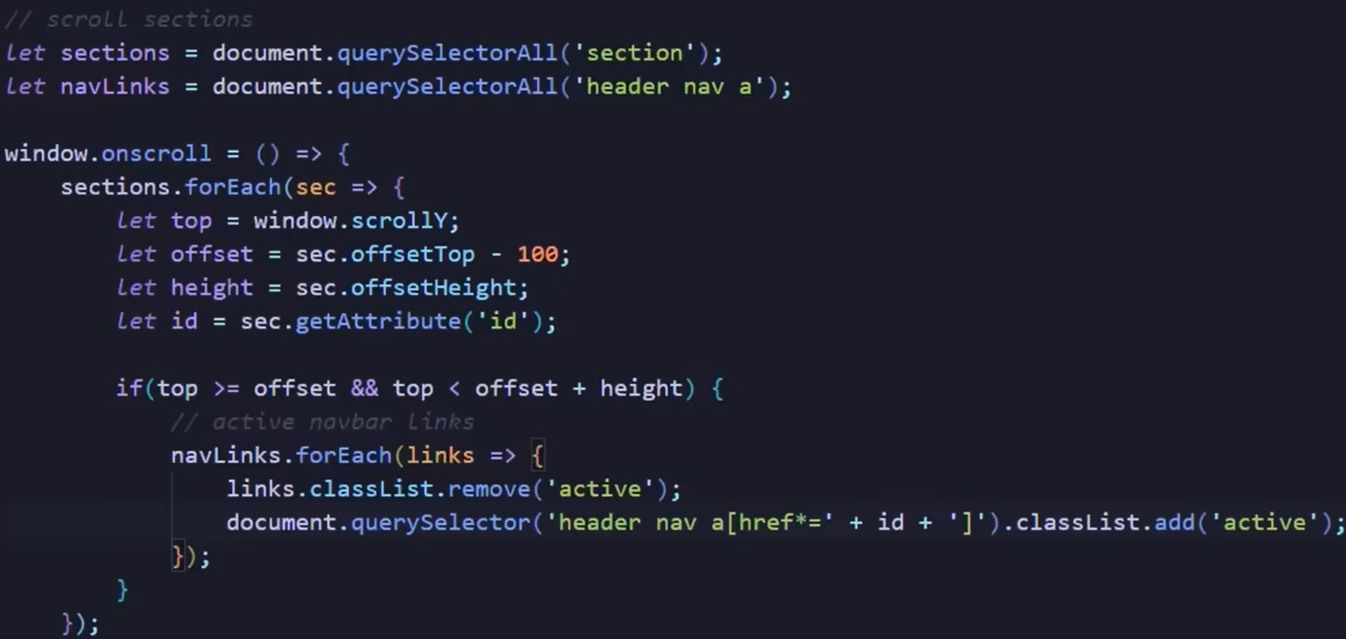 // scroll sections
let sections = document.querySelectorAll('section');
let navLinks = document.querySelectorAll('header nav a');

window.onscroll = () => {
    sections.forEach(sec => {
        let top = window.scrollY;
        let offset = sec.offsetTop - 100;
        let height = sec.offsetHeight;
        let id = sec.getAttribute('id');

        if(top >= offset && top < offset + height) {
            // active navbar links
            navLinks.forEach(links => {
                links.classList.remove('active');
                document.querySelector('header nav a[href*=' + id + ']').classList.add('active');
            });
        }
    });